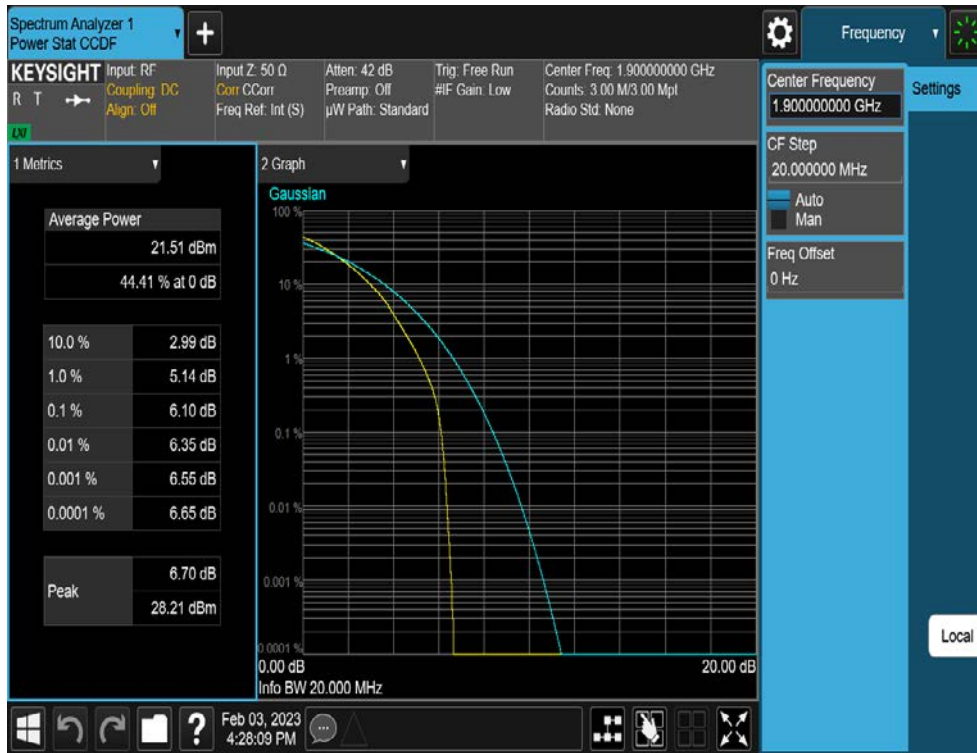 Spectrum Analyzer 1
Power Stat CCDF
+
Frequency
KEYSIGHT
R T
LXI
Input: RF
Coupling: DC
Align: Off
Input Z: 50 Ω
Corr CCorr
Freq Ref: Int (S)
Atten: 42 dB
Preamp: Off
µW Path: Standard
Trig: Free Run
#IF Gain: Low
Center Freq: 1.900000000 GHz
Counts: 3.00 M/3.00 Mpt
Radio Std: None
Center Frequency
1.900000000 GHz
Settings
CF Step
20.000000 MHz
Auto
Man
Freq Offset
0 Hz
Local
1 Metrics
Average Power
21.51 dBm
44.41 % at 0 dB
10.0 % 2.99 dB
1.0 % 5.14 dB
0.1 % 6.10 dB
0.01 % 6.35 dB
0.001 % 6.55 dB
0.0001 % 6.65 dB
Peak
6.70 dB
28.21 dBm
2 Graph
Gaussian
100 %
10 %
1 %
0.1 %
0.01 %
0.001 %
0.0001 %
0.00 dB 20.00 dB
Info BW 20.000 MHz
?
Feb 03, 2023
4:28:09 PM